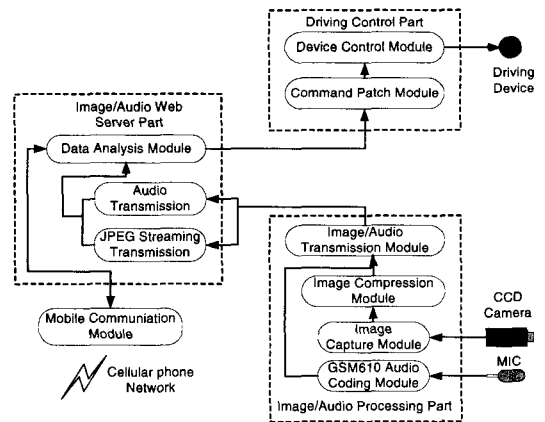 Driving Control Part
Device Control Module
Command Patch Module
Driving
Device
Image/Audio Web
Server Part
Data Analysis Module
Audio
Transmission
JPEG Streaming
Transmission
Mobile Communiation
Module
Cellular phone
Network
Image/Audio
Transmission Module
Image Compression
Module
Image
Capture Module
GSM610 Audio
Coding Module
Image/Audio Processing Part
CCD
Camera
MIC